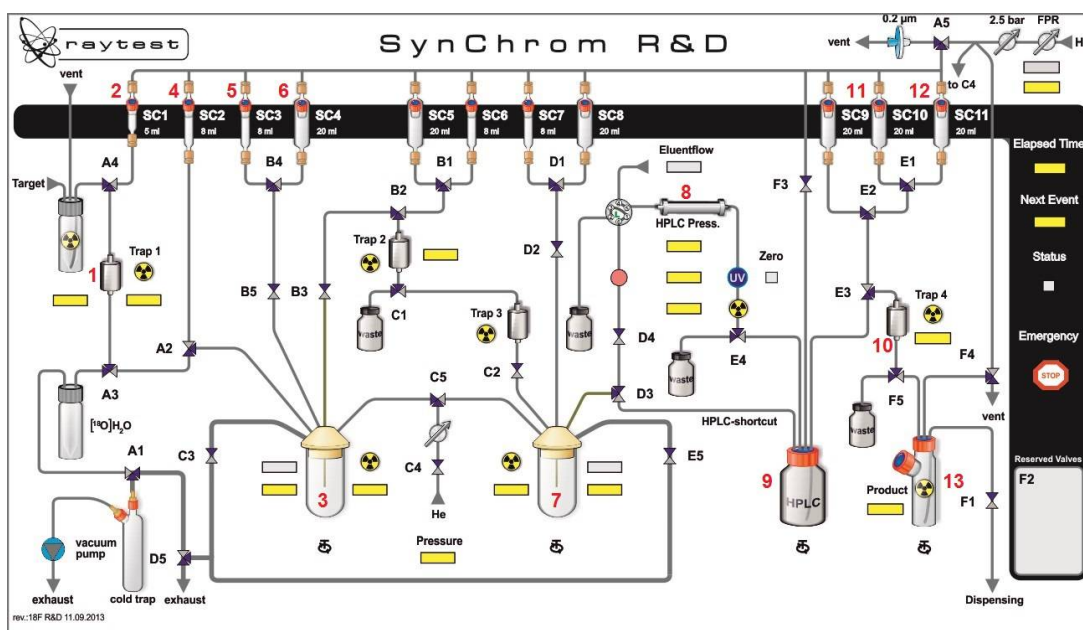 raytest
SynChrom R&D
0.2 µm
A5
2.5 bar
FPR
vent
H
to C4
vent
2
4
5
6
11
12
SC1
5 ml
SC2
8 ml
SC3
8 ml
SC4
20 ml
SC5
20 ml
SC6
8 ml
SC7
8 ml
SC8
20 ml
SC9
20 ml
SC10
20 ml
SC11
20 ml
Elapsed Time
Next Event
Status
Emergency
STOP
Reserved Valves
F2
A4
B4
B1
D1
Eluentflow
E1
Target
B2
F3
E2
8
HPLC Press.
L
Trap 1
1
Trap 2
D2
Zero
UV
B5
B3
C1
E3
Trap 4
waste
Trap 3
waste
D4
10
A2
C2
E4
F4
A3
C5
D3
waste
F5
vent
[¹⁸O]H₂O
HPLC-shortcut
waste
A1
C3
C4
E5
3
7
9
HPLC
13
Product
F1
He
vacuum
pump
D5
Pressure
exhaust
cold trap
exhaust
Dispensing
rev.:18F R&D 11.09.2013